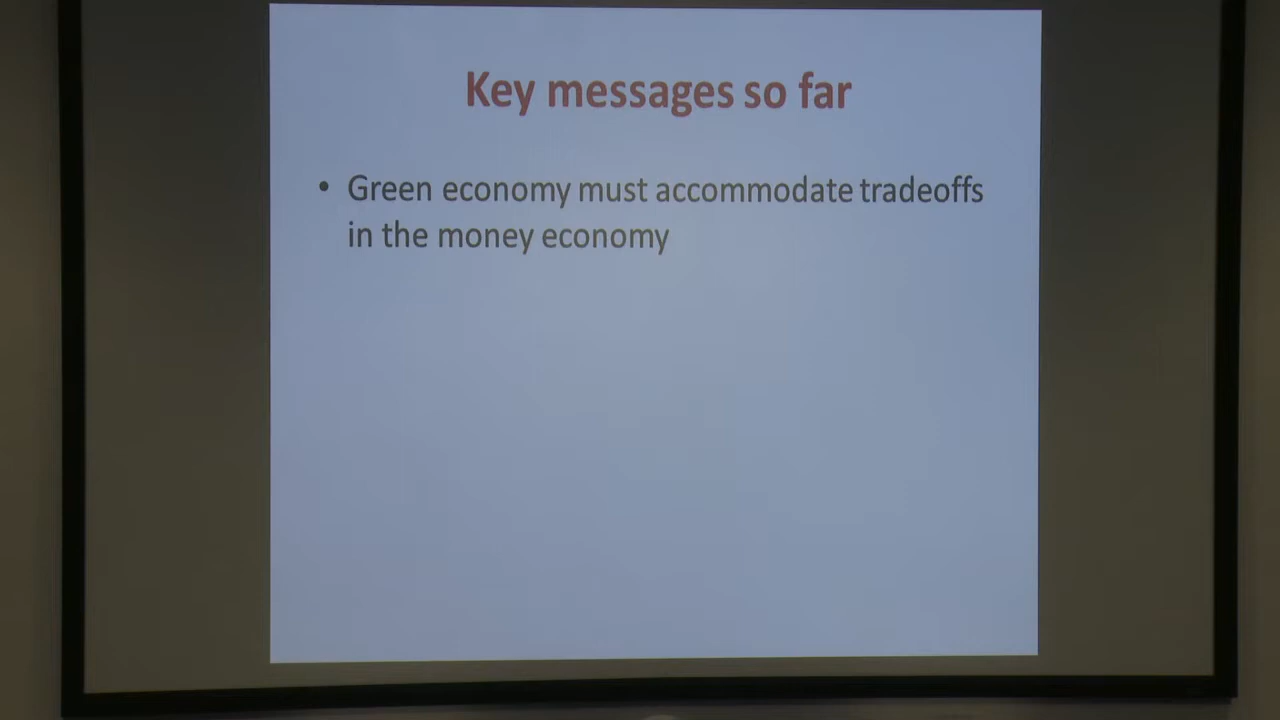 Key messages so far
• Green economy must accommodate tradeoffs
in the money economy